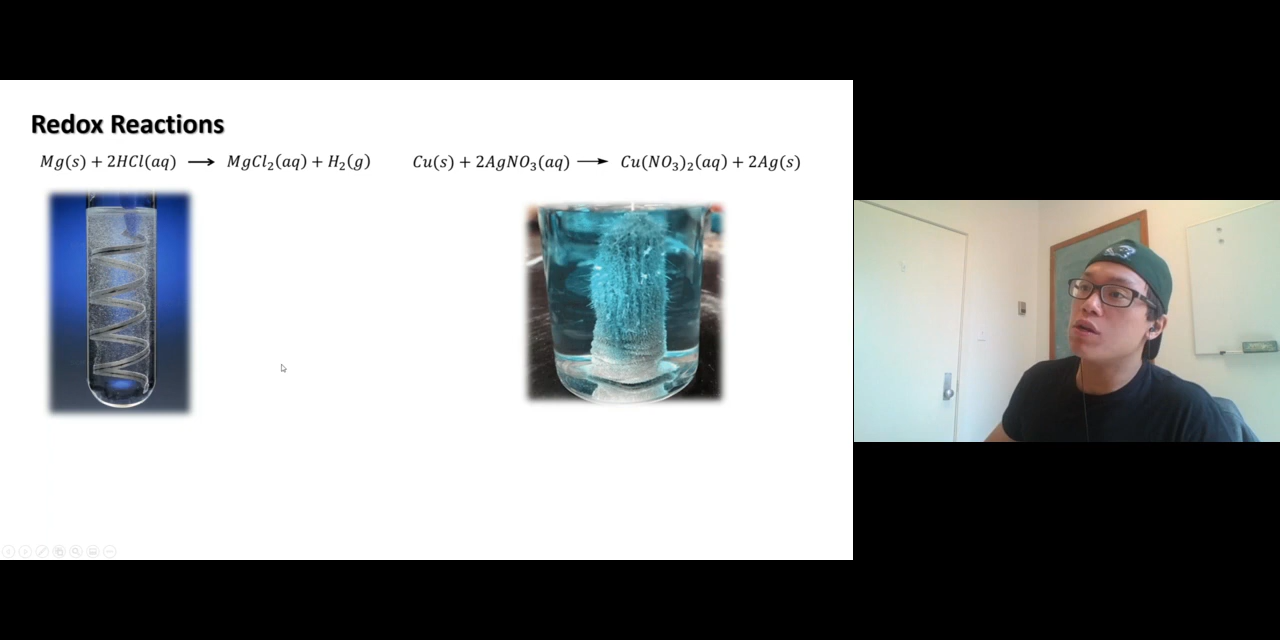 Redox Reactions
Mg(s) + 2HCl(aq) ⟶ MgCl₂(aq) + H₂(g)
Cu(s) + 2AgNO₃(aq) ⟶ Cu(NO₃)₂(aq) + 2Ag(s)